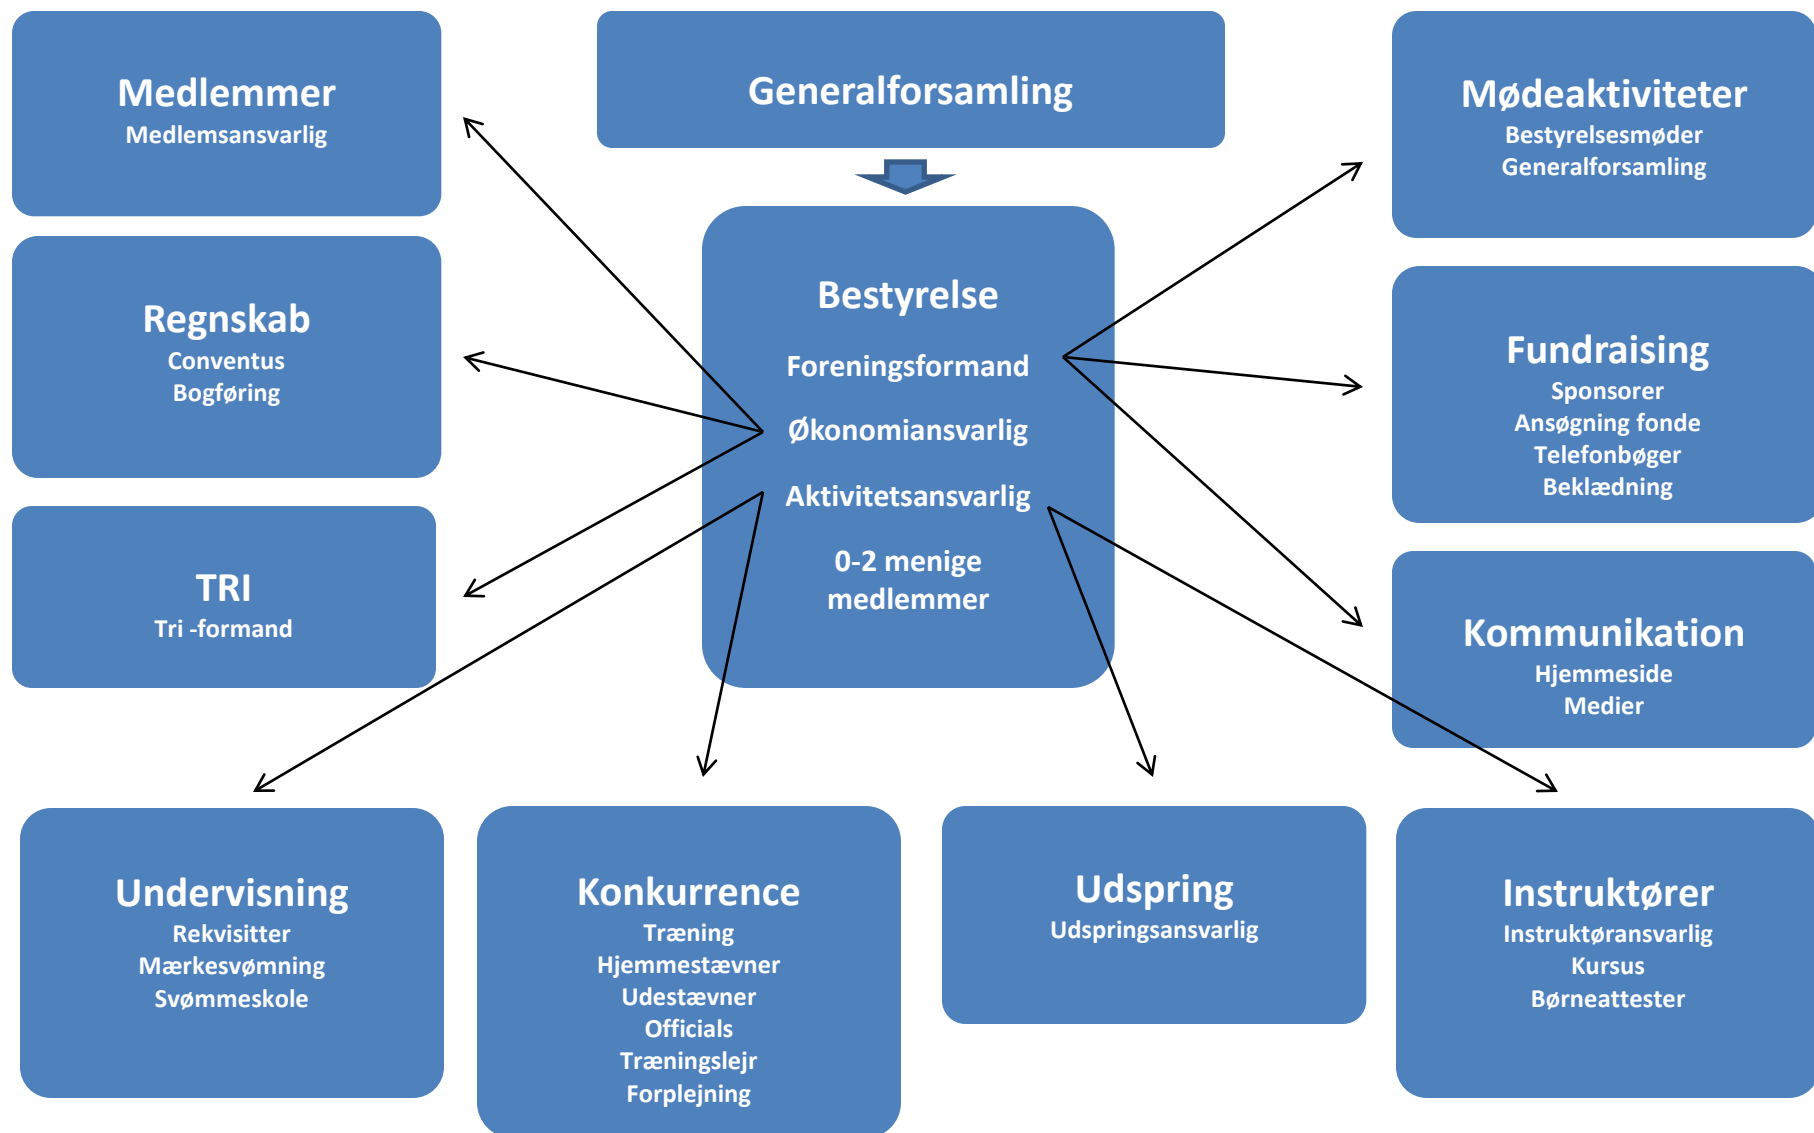 Medlemmer
Medlemsansvarlig
Generalforsamling
Mødeaktiviteter
Bestyrelsesmøder
Generalforsamling
Regnskab
Conventus
Bogføring
Bestyrelse
Foreningsformand
Økonomiansvarlig
Aktivitetsansvarlig
0-2 menige
medlemmer
Fundraising
Sponsorer
Ansøgning fonde
Telefonbøger
Beklædning
TRI
Tri -formand
Kommunikation
Hjemmeside
Medier
Undervisning
Rekvisitter
Mærkesvømning
Svømmeskole
Konkurrence
Træning
Hjemmestævner
Udestævner
Officials
Træningslejr
Forplejning
Udspring
Udspringsansvarlig
Instruktører
Instruktøransvarlig
Kursus
Børneattester